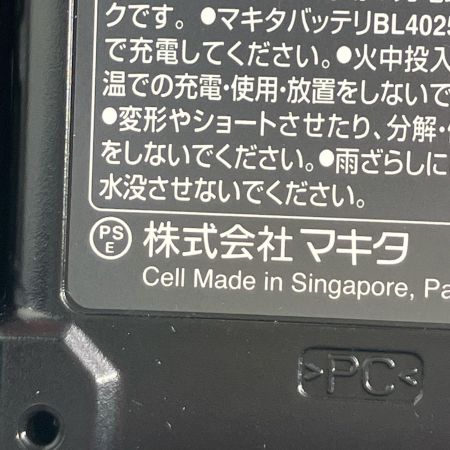 クです。●マキタバッテリBL4025
で充電してください。●火中投入
温での充電・使用・放置をしないで
●変形やショートさせたり、分解・
をしないでください。●雨ざらしに
水没させないでください。
PS
E 株式会社 マキタ
Cell Made in Singapore, Pa
>PC<